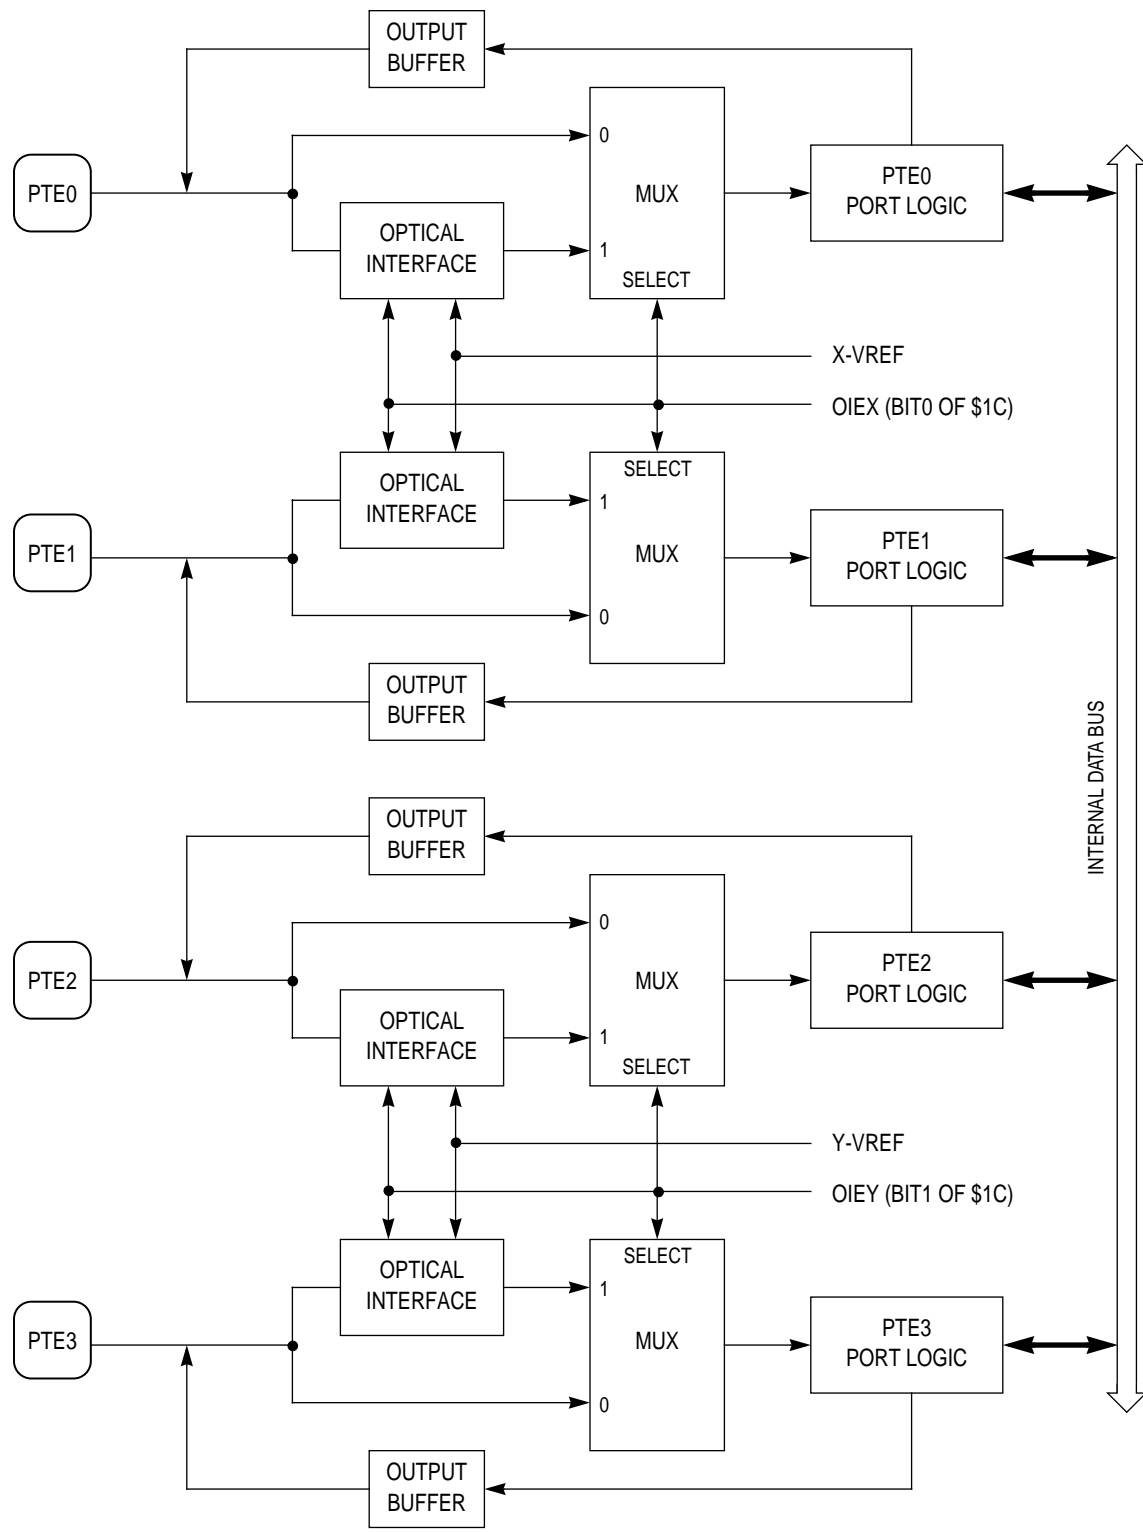 OUTPUT
BUFFER
0
PTE0
MUX
PTE0
PORT LOGIC
OPTICAL
INTERFACE
1
SELECT
X-VREF
OIEX (BIT0 OF $1C)
OPTICAL
INTERFACE
SELECT
1
PTE1
MUX
PTE1
PORT LOGIC
0
OUTPUT
BUFFER
INTERNAL DATA BUS
OUTPUT
BUFFER
0
PTE2
MUX
PTE2
PORT LOGIC
OPTICAL
INTERFACE
1
SELECT
Y-VREF
OIEY (BIT1 OF $1C)
OPTICAL
INTERFACE
SELECT
1
PTE3
MUX
PTE3
PORT LOGIC
0
OUTPUT
BUFFER